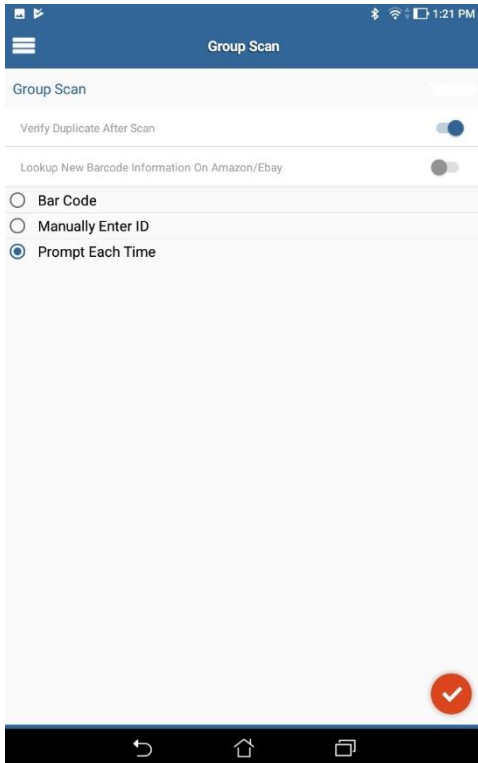 1:21 PM
Group Scan
Group Scan
Verify Duplicate After Scan
Lookup New Barcode Information On Amazon/Ebay
Bar Code
Manually Enter ID
Prompt Each Time